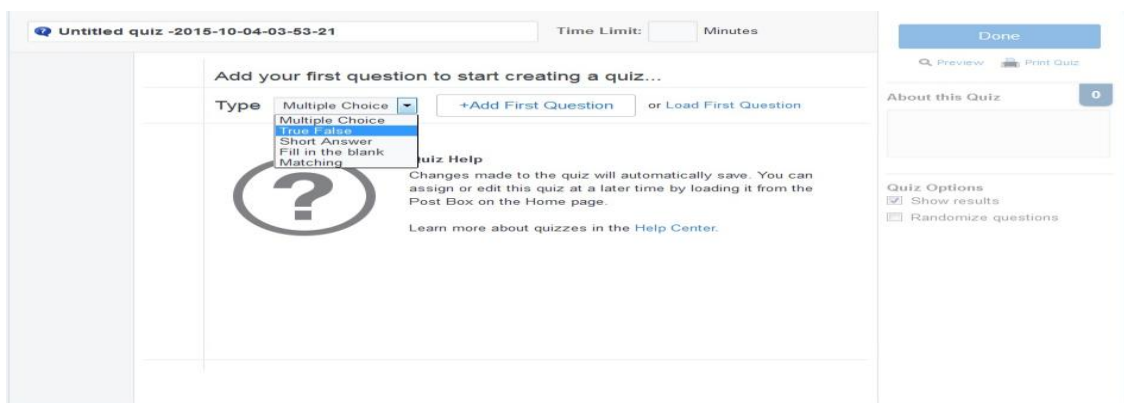 Untitled quiz -2015-10-04-03-53-21
Time Limit: Minutes
Done
Preview Print Quiz
Add your first question to start creating a quiz...
Type Multiple Choice +Add First Question or Load First Question
Multiple Choice
True False
Short Answer
Fill in the blank
Matching
About this Quiz 0
Quiz Help
Changes made to the quiz will automatically save. You can
assign or edit this quiz at a later time by loading it from the
Post Box on the Home page.
Learn more about quizzes in the Help Center.
Quiz Options
Show results
Randomize questions